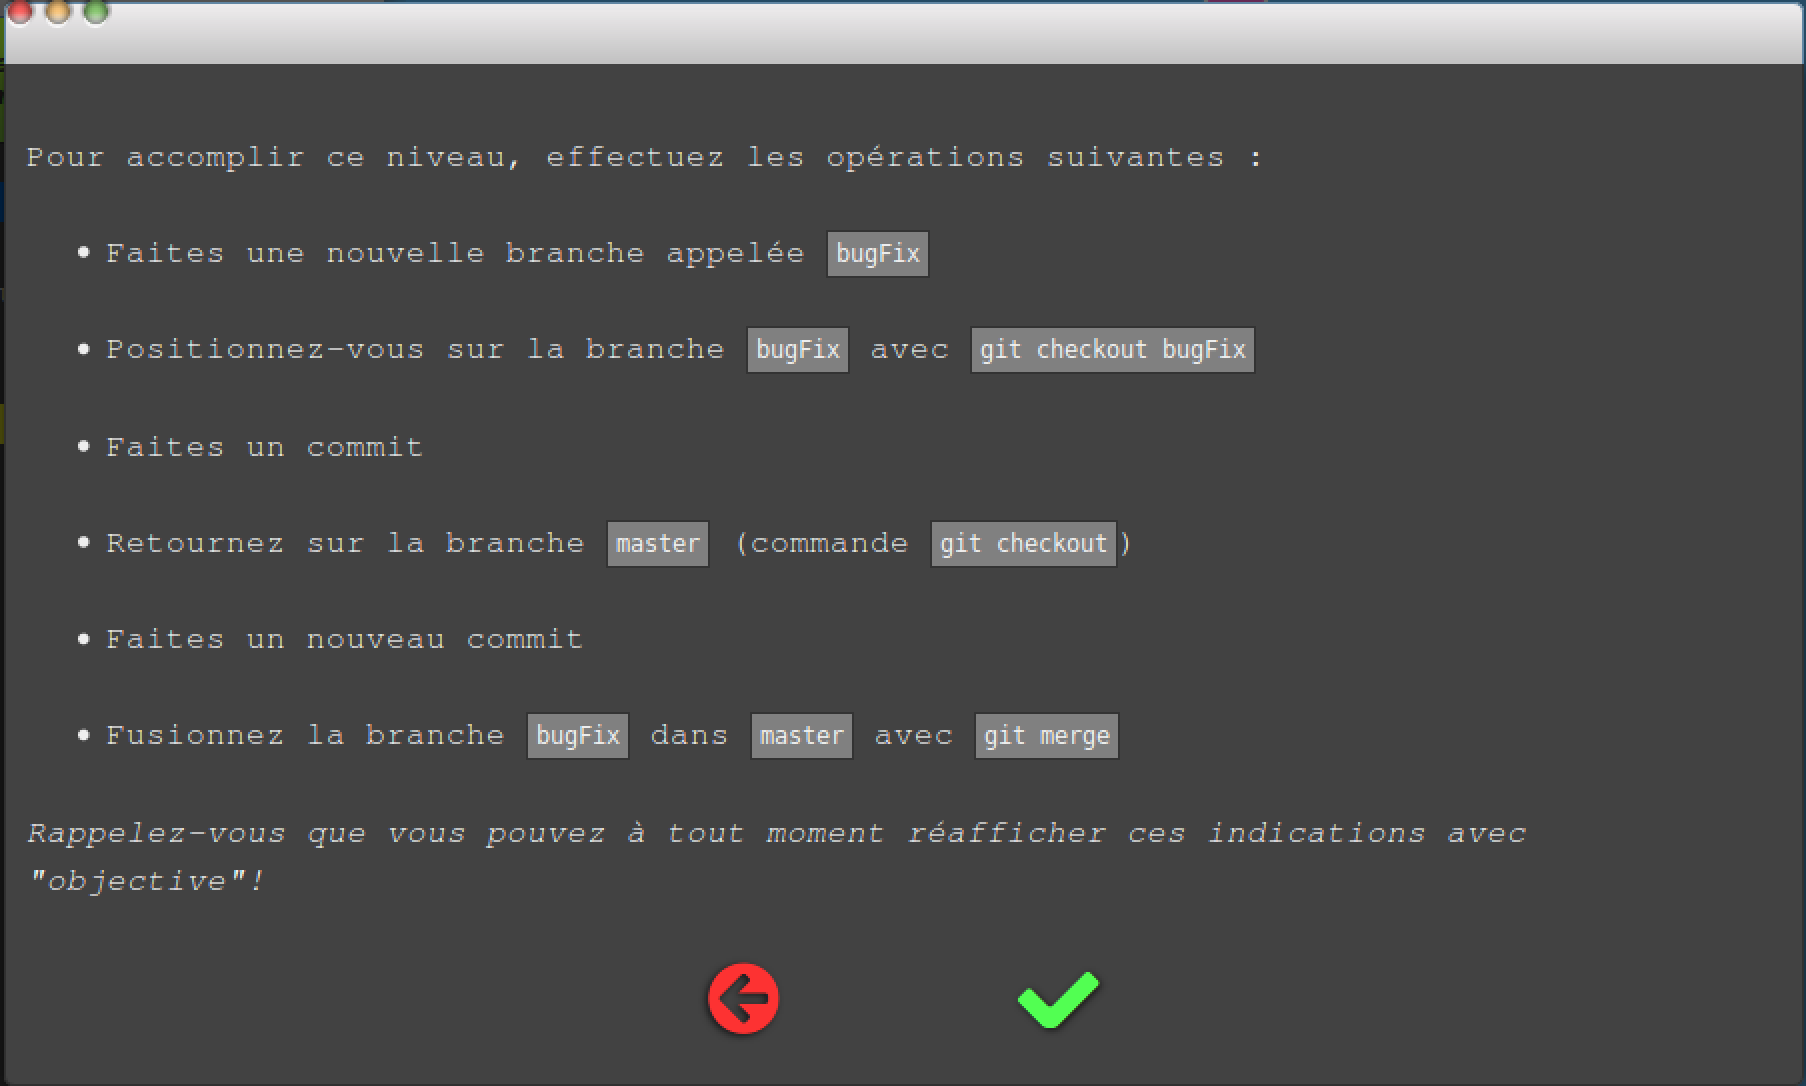 Pour accomplir ce niveau, effectuez les opérations suivantes :
• Faites une nouvelle branche appelée bugFix
• Positionnez-vous sur la branche bugFix avec git checkout bugFix
• Faites un commit
• Retournez sur la branche master (commande git checkout)
• Faites un nouveau commit
• Fusionnez la branche bugFix dans master avec git merge
Rappelez-vous que vous pouvez à tout moment réafficher ces indications avec
"objective"!